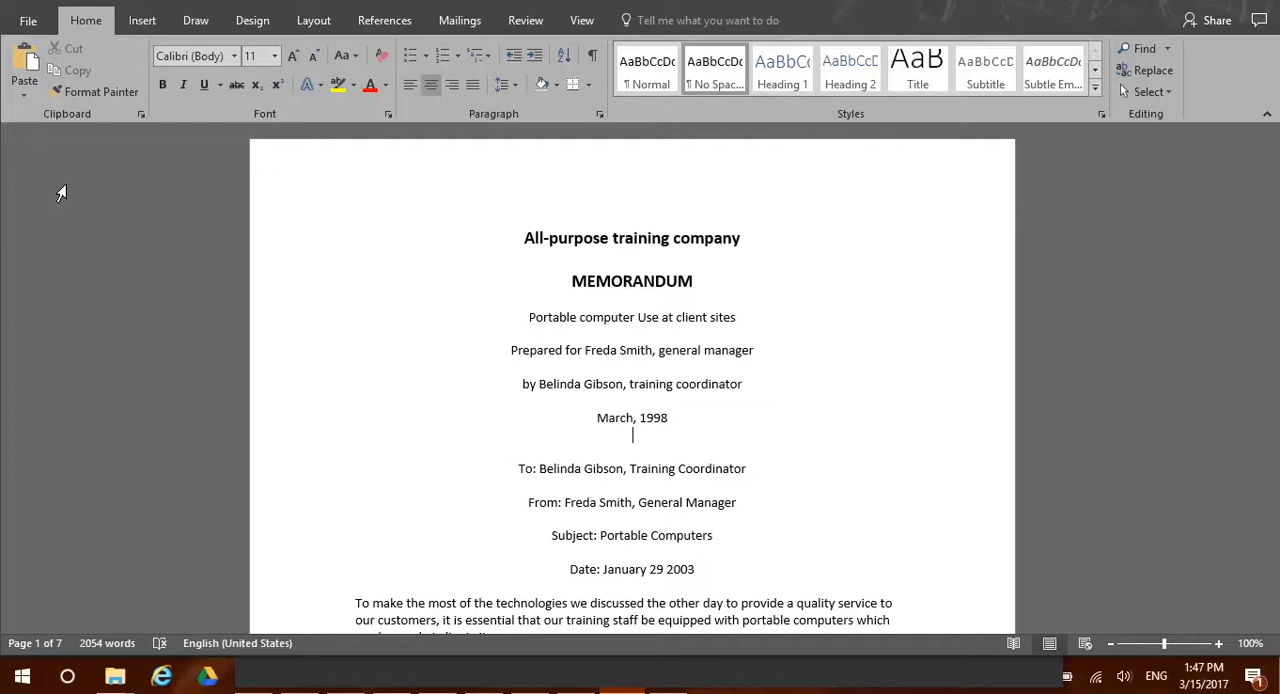 File Home Insert Draw Design Layout References Mailings Review View Tell me what you want to do Share
Cut
Copy
Paste
Format Painter
Clipboard
Calibri (Body) 11 Aa
B I U abc x₂ x² A A
Font
Paragraph
AaBbCcDc AaBbCcDc AaBbCc AaBbCcD AaB AaBbCcD AaBbCcDc
¶ Normal ¶ No Spac... Heading 1 Heading 2 Title Subtitle Subtle Em...
Styles
Find
Replace
Select
Editing
All-purpose training company
MEMORANDUM
Portable computer Use at client sites
Prepared for Freda Smith, general manager
by Belinda Gibson, training coordinator
March, 1998
To: Belinda Gibson, Training Coordinator
From: Freda Smith, General Manager
Subject: Portable Computers
Date: January 29 2003
To make the most of the technologies we discussed the other day to provide a quality service to
our customers, it is essential that our training staff be equipped with portable computers which
Page 1 of 7 2054 words English (United States) 100%
ENG 1:47 PM
3/15/2017